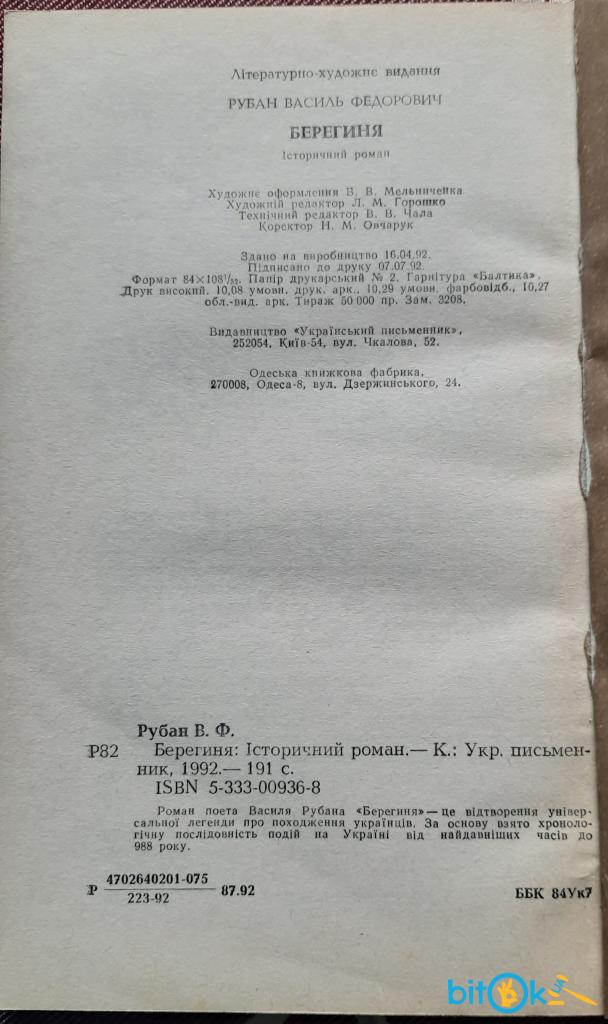 Літературно-художнє видання
РУБАН ВАСИЛЬ ФЕДОРОВИЧ
БЕРЕГИНЯ
Історичний роман
Художнє оформлення В. В. Мельничейка
Художній редактор Л. М. Горошко
Технічний редактор В. В. Чала
Коректор Н. М. Овчарук
Здано на виробництво 16.04.92.
Підписано до друку 07.07.92.
Формат 84×108¹/₃₂. Папір друкарський № 2. Гарнітура «Балтика».
Друк високий. 10,08 умовн. друк. арк., 10,29 умовн. фарбовідб., 10,27
обл.-вид. арк. Тираж 50 000 пр. Зам. 3208.
Видавництво «Український письменник»,
252054, Київ-54, вул. Чкалова, 52.
Одеська книжкова фабрика,
270008, Одеса-8, вул. Дзержинського, 24.
Рубан В. Ф.
Р82 Берегиня: Історичний роман.— К.: Укр. письмен-
ник, 1992.— 191 с.
ISBN 5-333-00936-8
Роман поета Василя Рубана «Берегиня»— це відтворення універ-
сальної легенди про походження українців. За основу взято хроноло-
гічну послідовність подій на Україні від найдавніших часів до
988 року.
Р 4702640201-075 87.92
223-92
ББК 84Ук7
bitok.ua